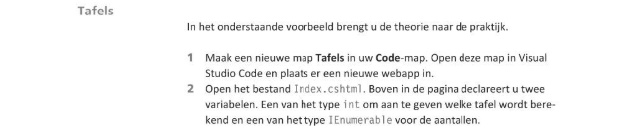 Tafels
In het onderstaande voorbeeld brengt u de theorie naar de praktijk.
1 Maak een nieuwe map Tafels in uw Code-map. Open deze map in Visual
Studio Code en plaats er een nieuwe webapp in.
2 Open het bestand Index.cshtml. Boven in de pagina declareert u twee
variabelen. Een van het type int om aan te geven welke tafel wordt bere-
kend en een van het type IEnumerable voor de aantallen.